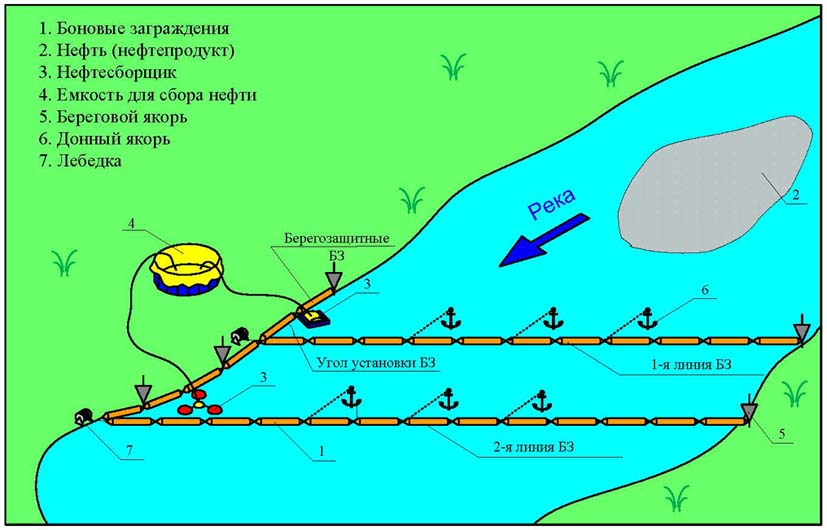 1. Боновые заграждения
2. Нефть (нефтепродукт)
3. Нефтесборщик
4. Емкость для сбора нефти
5. Береговой якорь
6. Донный якорь
7. Лебедка
2
Река
4
Берегозащитные
БЗ
3
6
Угол установки БЗ
1-я линия БЗ
3
7
1
2-я линия БЗ
5